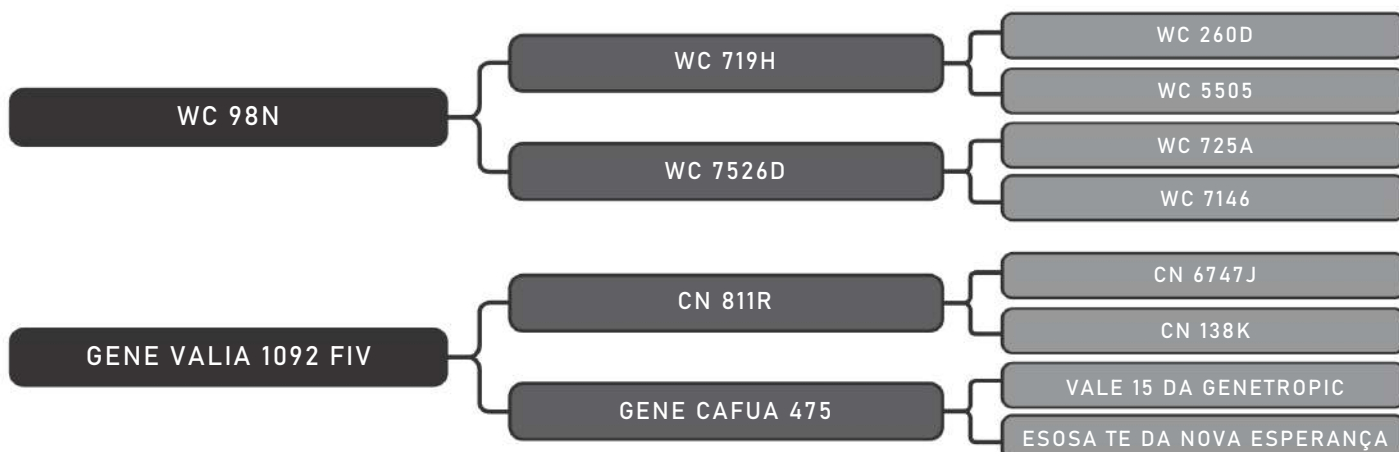 WC 98N
WC 719H
WC 260D
WC 5505
WC 7526D
WC 725A
WC 7146
GENE VALIA 1092 FIV
CN 811R
CN 6747J
CN 138K
GENE CAFUA 475
VALE 15 DA GENETROPIC
ESOSA TE DA NOVA ESPERANÇA